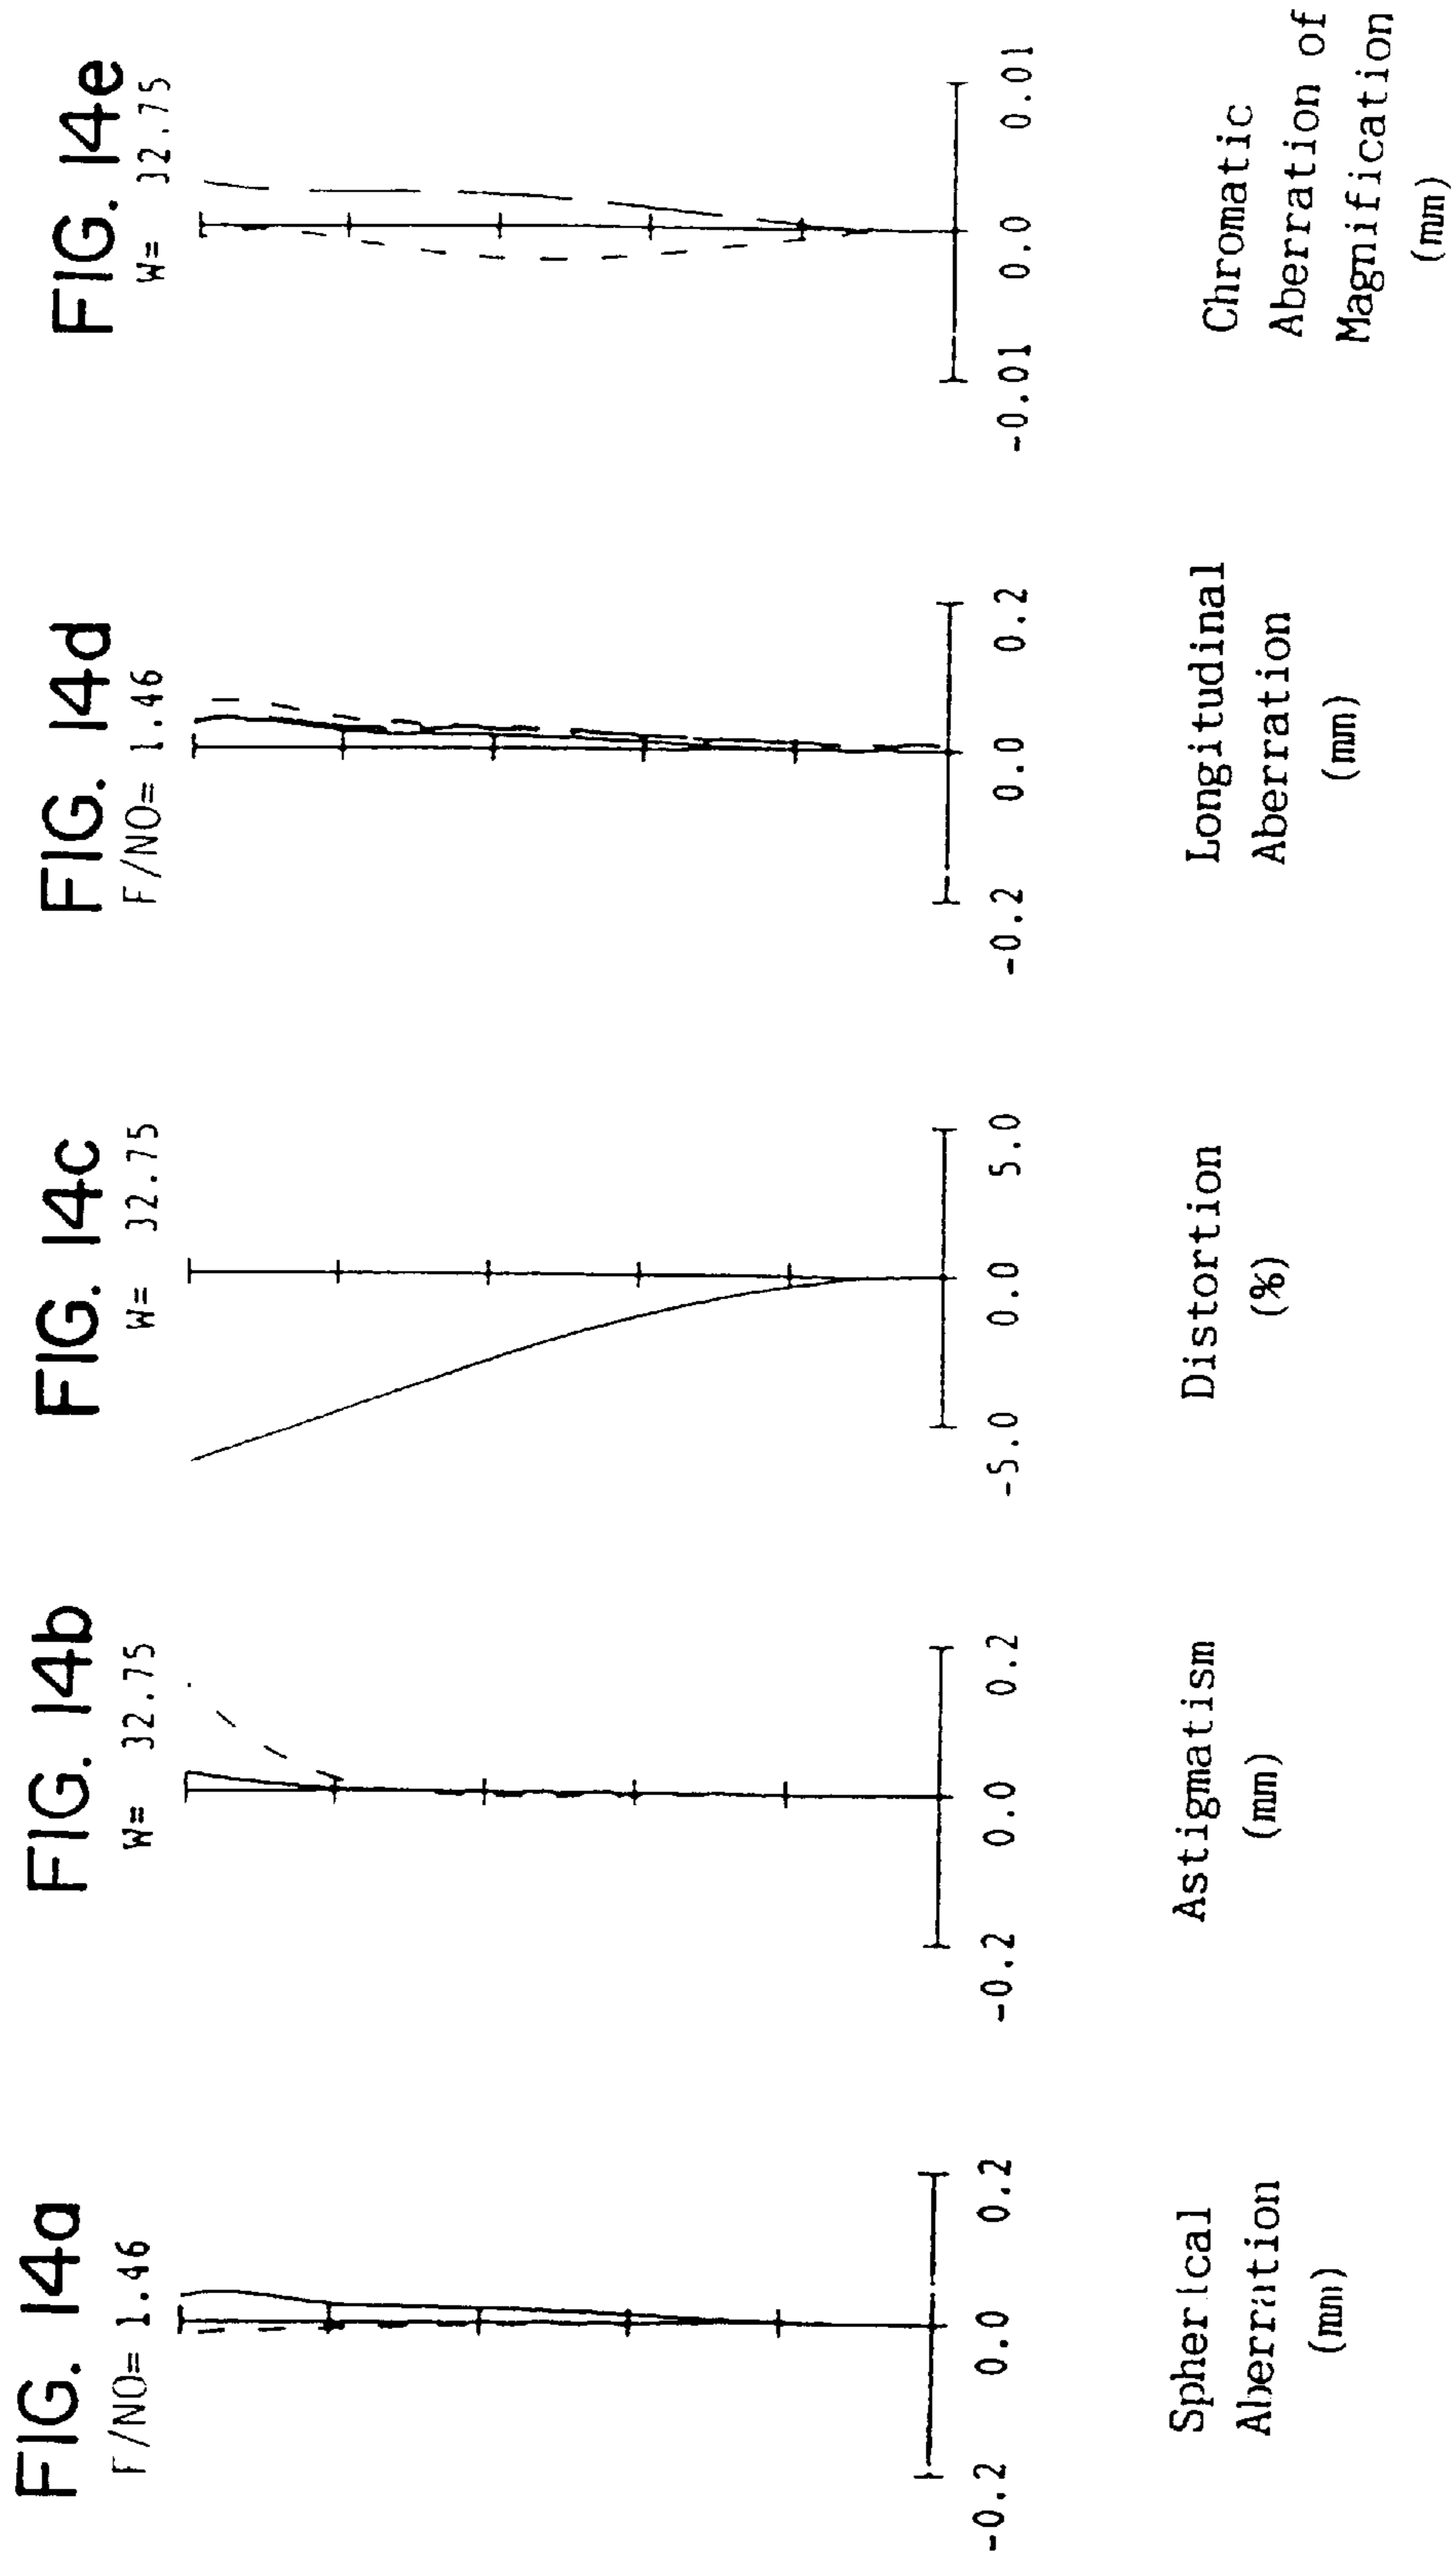 FIG. 14a
F/NO= 1.46
-0.2 0.0 0.2
Spherical
Aberration
(mm)
FIG. 14b
W= 32.75
-0.2 0.0 0.2
Astigmatism
(mm)
FIG. 14c
W= 32.75
-5.0 0.0 5.0
Distortion
(%)
FIG. 14d
F/NO= 1.46
-0.2 0.0 0.2
Longitudinal
Aberration
(mm)
FIG. 14e
W= 32.75
-0.01 0.0 0.01
Chromatic
Aberration of
Magnification
(mm)